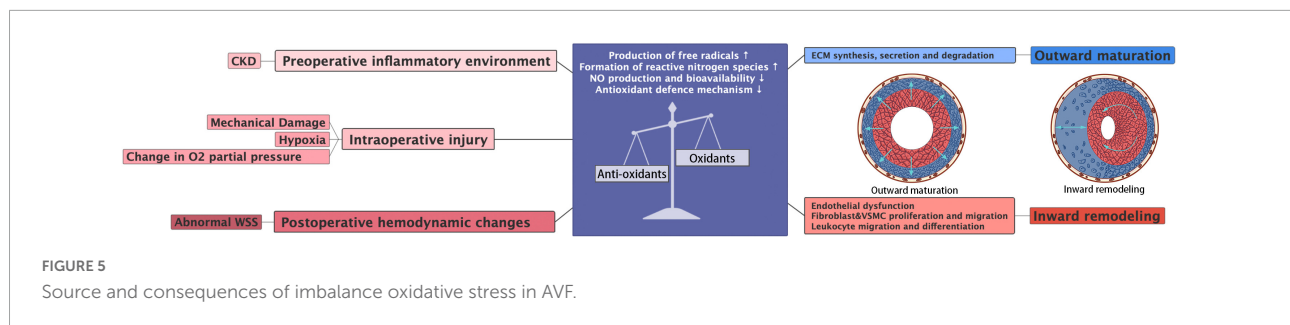 CKD
Preoperative inflammatory environment
Mechanical Damage
Hypoxia
Change in O2 partial pressure
Intraoperative injury
Abnormal WSS
Postoperative hemodynamic changes
Production of free radicals ↑
Formation of reactive nitrogen species ↑
NO production and bioavailability ↓
Antioxidant defence mechanism ↓
Anti-oxidants
Oxidants
ECM synthesis, secretion and degradation
Outward maturation
Outward maturation
Inward remodeling
Endothelial dysfunction
Fibroblast&VSMC proliferation and migration
Leukocyte migration and differentiation
Inward remodeling
FIGURE 5
Source and consequences of imbalance oxidative stress in AVF.